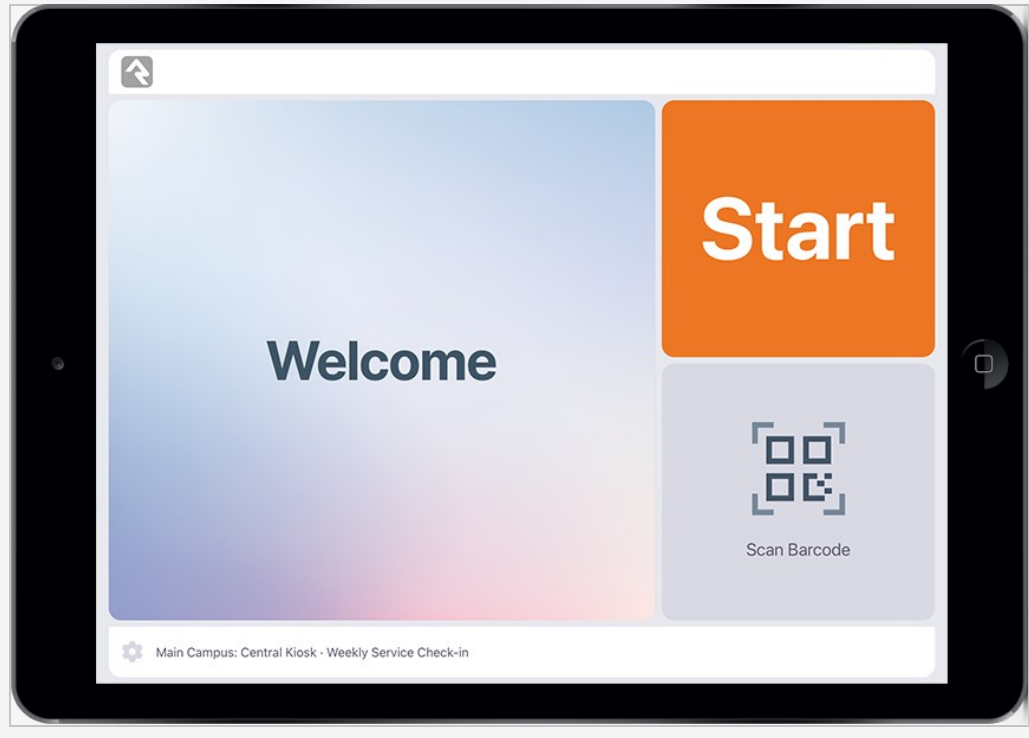 Welcome
Start
Scan Barcode
Main Campus: Central Kiosk - Weekly Service Check-in